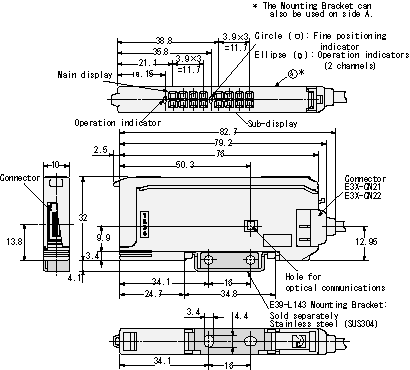 * The Mounting Bracket can
also be used on side A.
3.9×3
=11.7
38.8
Circle (○): Fine positioning
indicator
35.8
Ellipse (0): Operation indicators
(2 channels)
21.1
3.9×3
=11.7
Main display
16.15
A *
Operation indicator
Sub-display
82.7
79.2
76
2.5
50.3
10
Connector
Connector
E3X-CN21
E3X-CN22
32
9.9
13.8
3.4
12.95
4.1
34.1
16
Hole for
optical communications
24.7
34.8
E39-L143 Mounting Bracket:
Sold separately
Stainless steel (SUS304)
3.4
4.4
34.1
16